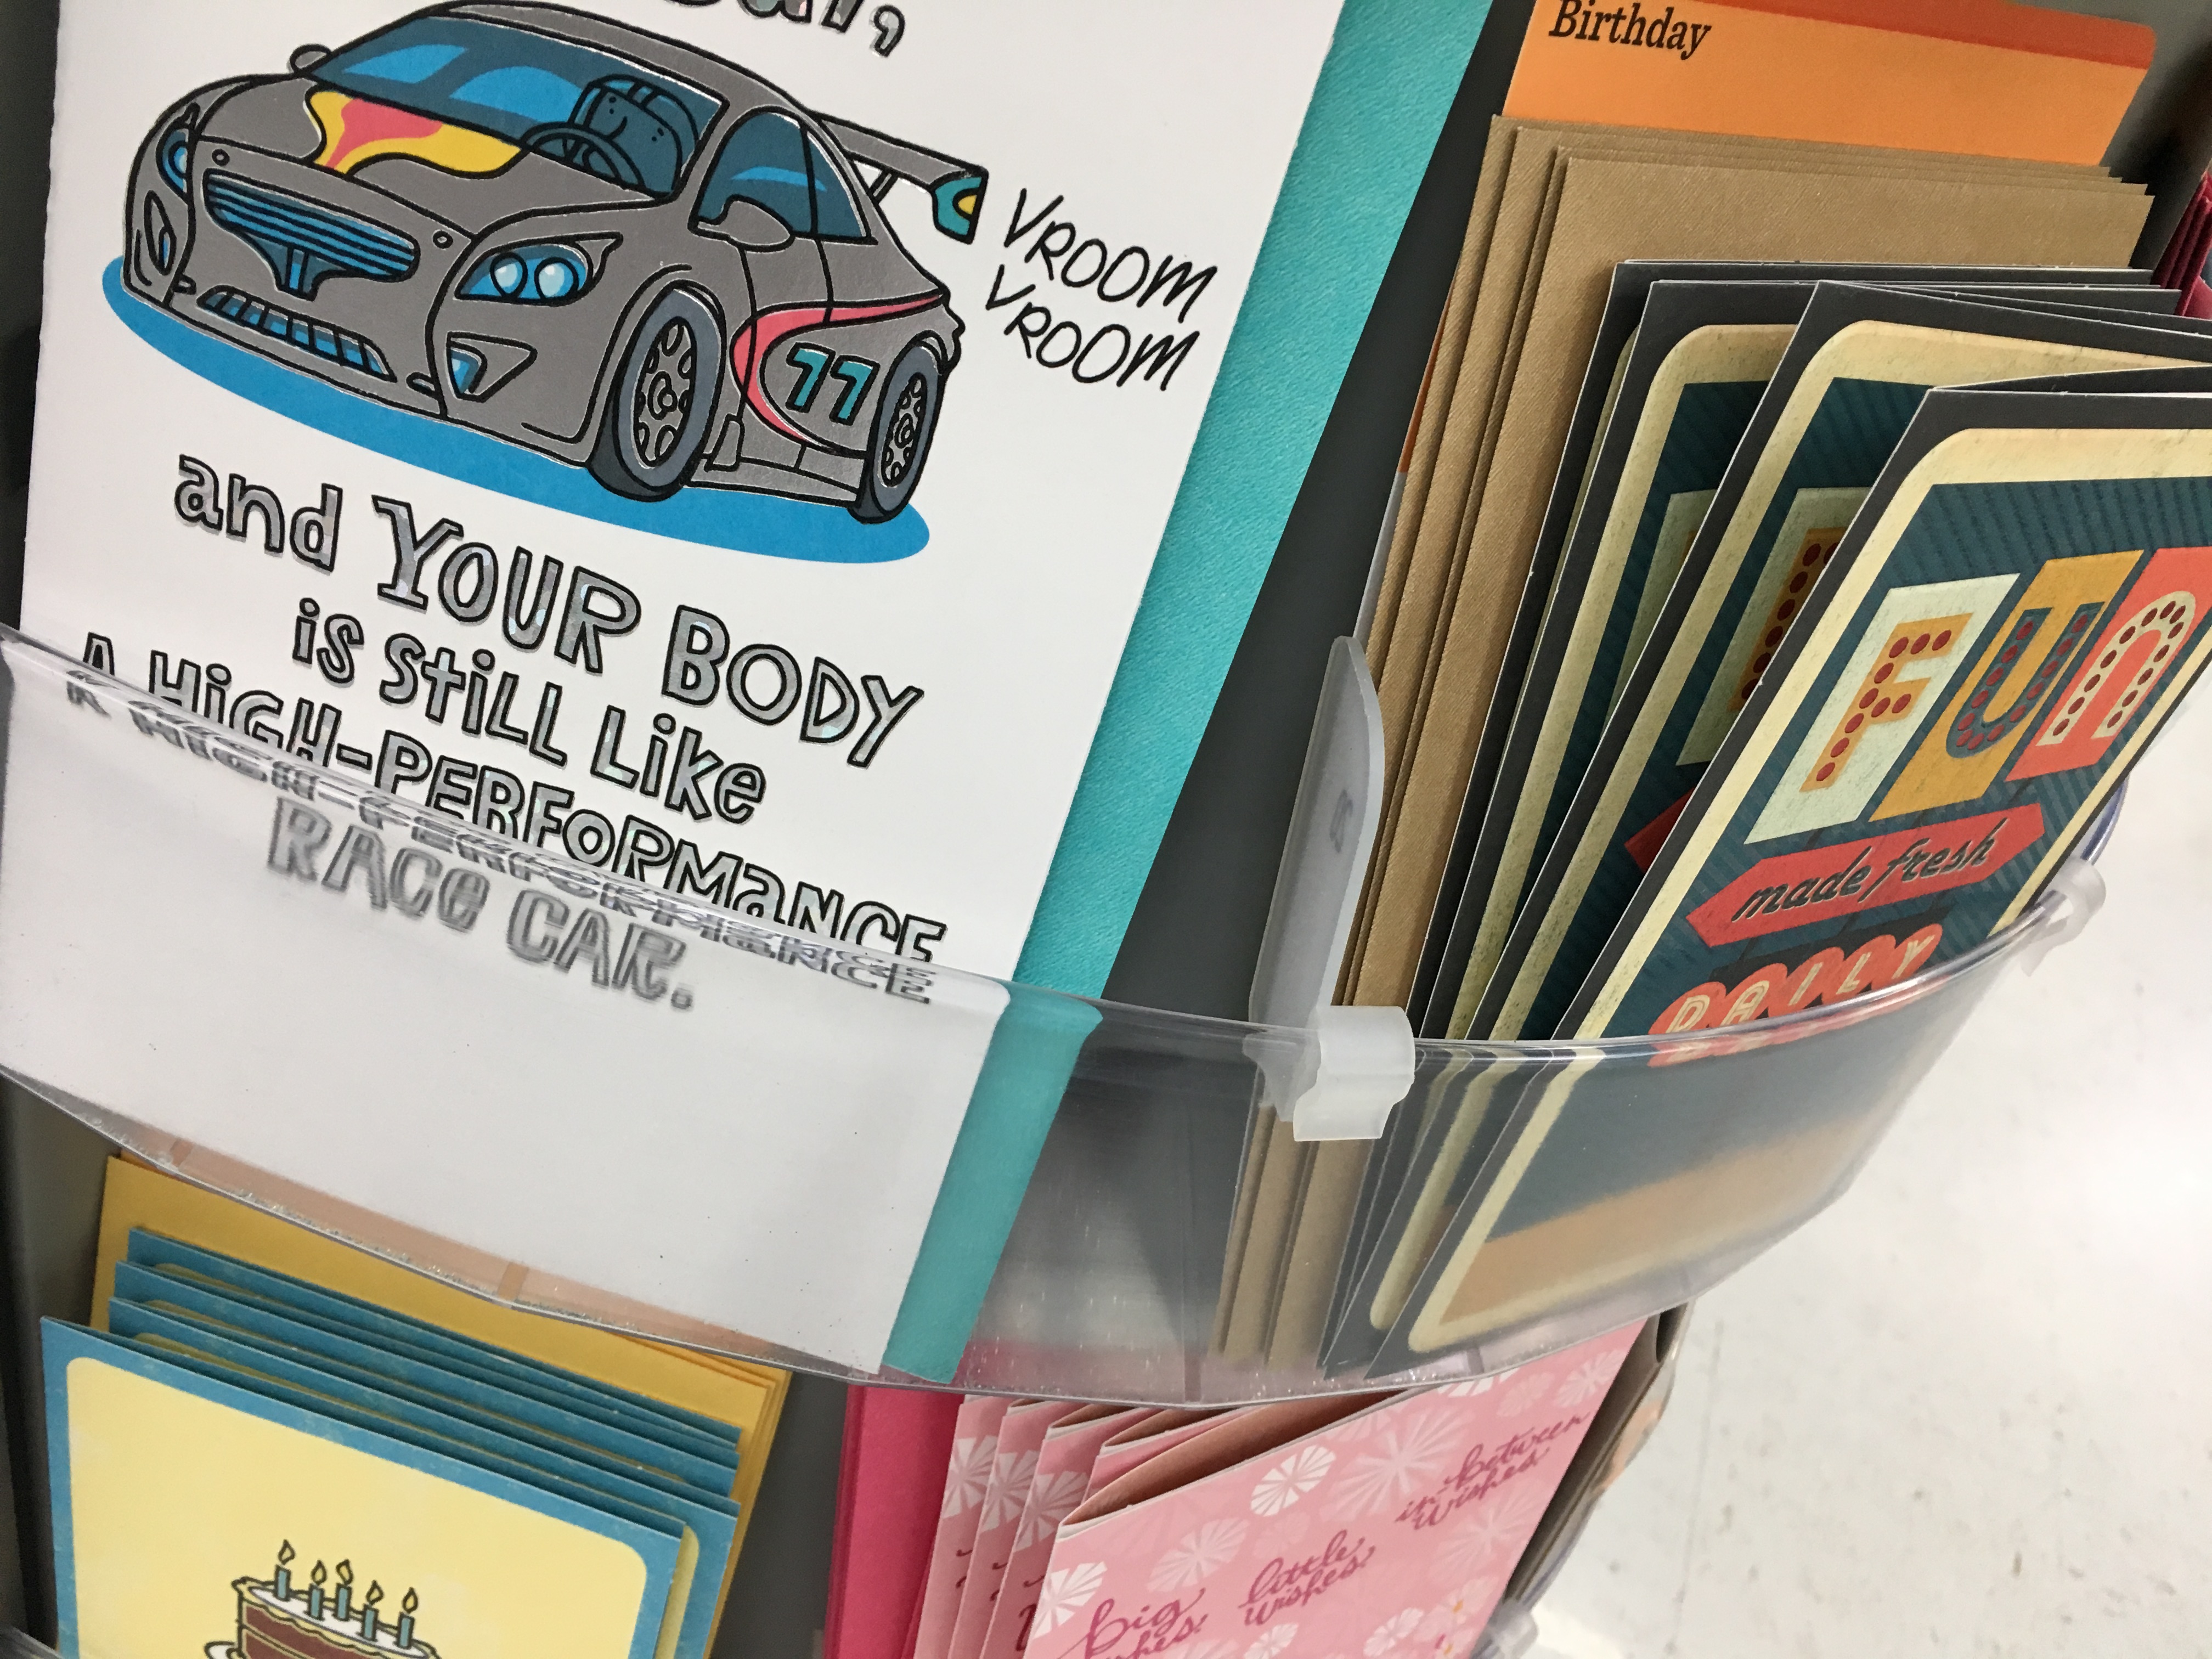 VROOM
VROOM
77
and YOUR BODY
is STiLL Like
A HiGH-PERFORMaNCE
RACe CAR.
Birthday
FUN
made fresh
DAILY
big
little
wishes.
in-between
wishes.